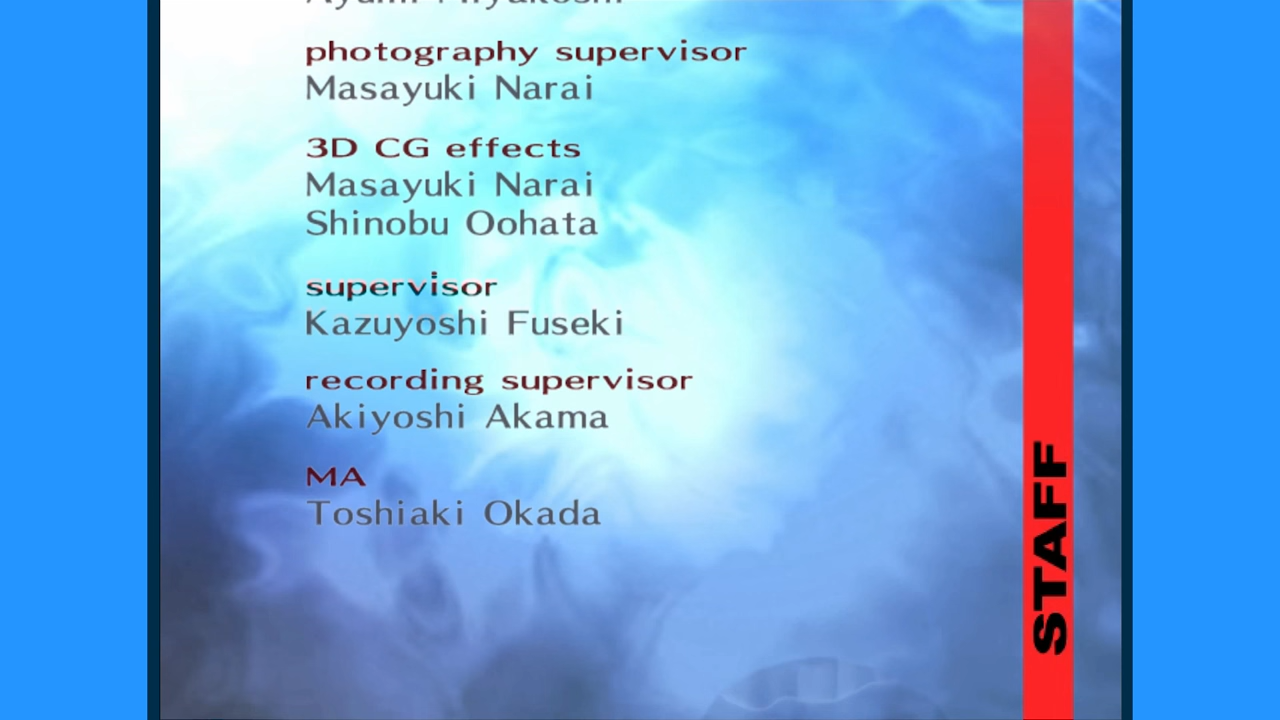 photography supervisor
Masayuki Narai
3D CG effects
Masayuki Narai
Shinobu Oohata
supervisor
Kazuyoshi Fuseki
recording supervisor
Akiyoshi Akama
MA
Toshiaki Okada
STAFF